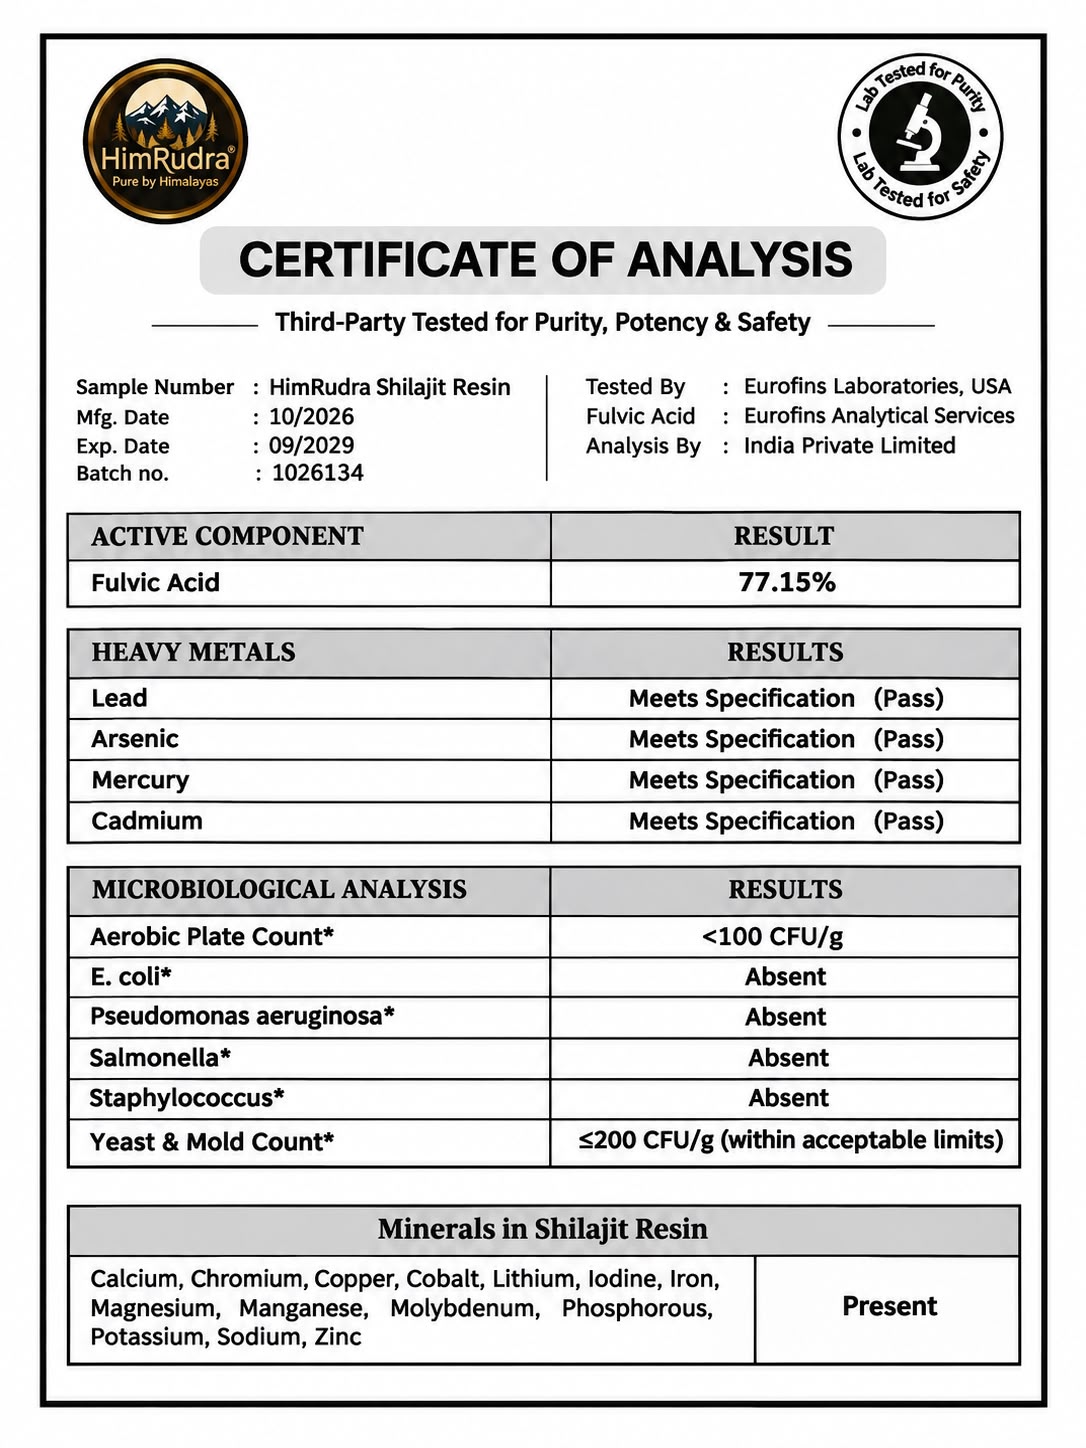 HimRudra®
Pure by Himalayas
Lab Tested for Purity
Lab Tested for Safety
CERTIFICATE OF ANALYSIS
Third-Party Tested for Purity, Potency & Safety
Sample Number : HimRudra Shilajit Resin
Mfg. Date : 10/2026
Exp. Date : 09/2029
Batch no. : 1026134
Tested By : Eurofins Laboratories, USA
Fulvic Acid : Eurofins Analytical Services
Analysis By : India Private Limited
ACTIVE COMPONENT RESULT
Fulvic Acid 77.15%
HEAVY METALS RESULTS
Lead Meets Specification (Pass)
Arsenic Meets Specification (Pass)
Mercury Meets Specification (Pass)
Cadmium Meets Specification (Pass)
MICROBIOLOGICAL ANALYSIS RESULTS
Aerobic Plate Count* <100 CFU/g
E. coli* Absent
Pseudomonas aeruginosa* Absent
Salmonella* Absent
Staphylococcus* Absent
Yeast & Mold Count* ≤200 CFU/g (within acceptable limits)
Minerals in Shilajit Resin
Calcium, Chromium, Copper, Cobalt, Lithium, Iodine, Iron,
Magnesium, Manganese, Molybdenum, Phosphorous,
Potassium, Sodium, Zinc
Present